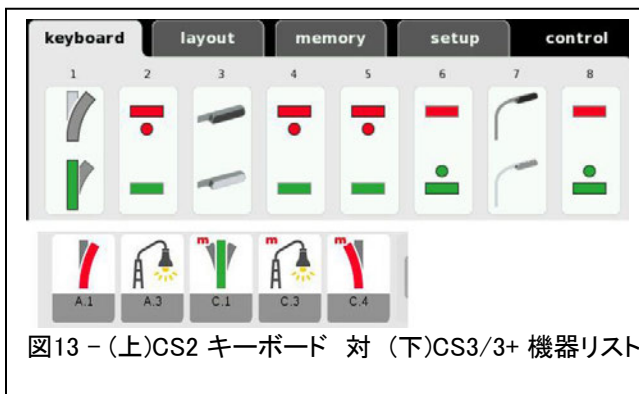 keyboard layout memory setup control
1 2 3 4 5 6 7 8
m m m
A.1 A.3 C.1 C.3 C.4
図13 − (上)CS2 キーボード 対 (下)CS3/3+ 機器リスト